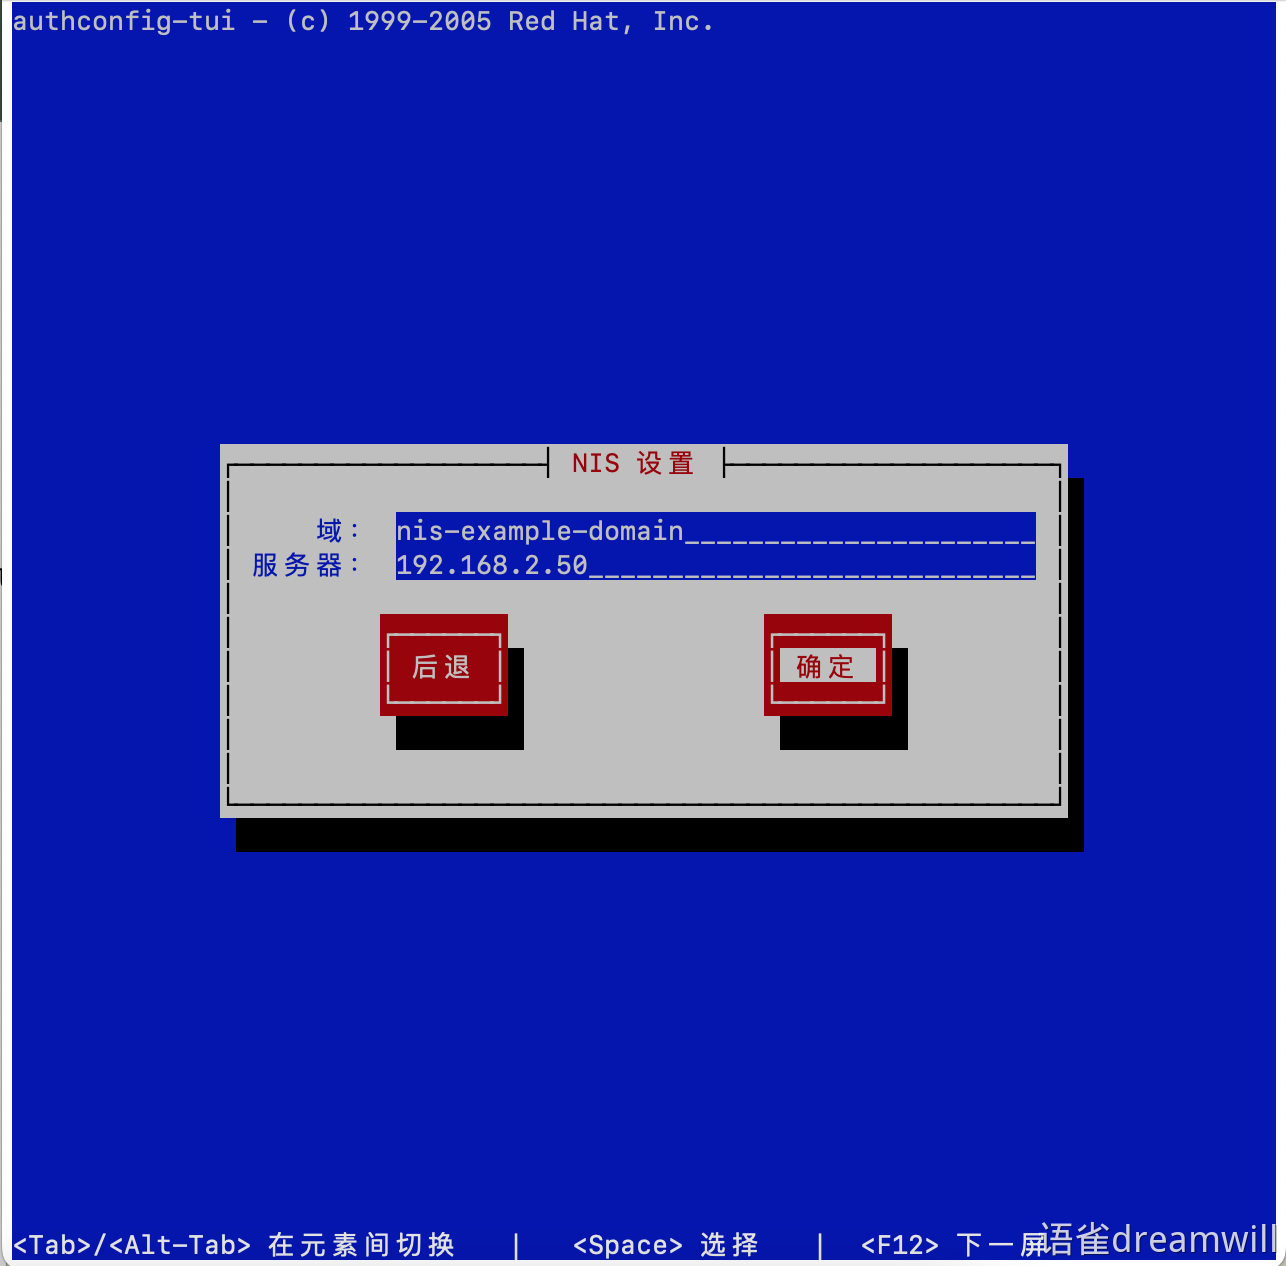 authconfig-tui - (c) 1999-2005 Red Hat, Inc.
NIS 设置
域： nis-example-domain______________________
服务器： 192.168.2.50____________________________
后退 确定
<Tab>/<Alt-Tab> 在元素间切换 | <Space> 选择 | <F12> 下一屏
语雀dreamwill